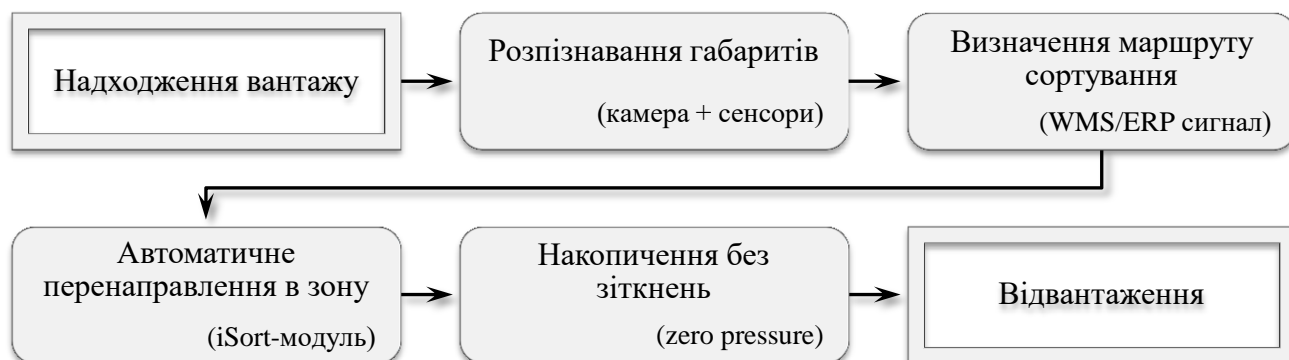 Надходження вантажу
Розпізнавання габаритів
(камера + сенсори)
Визначення маршруту
сортування
(WMS/ERP сигнал)
Автоматичне
перенаправлення в зону
(iSort-модуль)
Накопичення без
зіткнень
(zero pressure)
Відвантаження